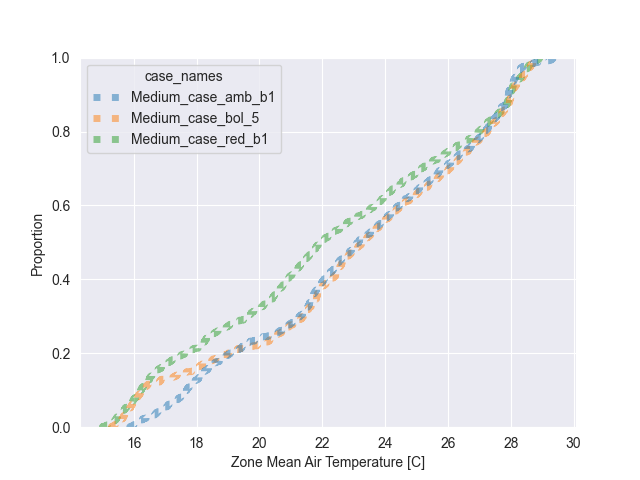 1.0
0.8
0.6
0.4
0.2
0.0
Proportion
case_names
Medium_case_amb_b1
Medium_case_bol_5
Medium_case_red_b1
16 18 20 22 24 26 28 30
Zone Mean Air Temperature [C]